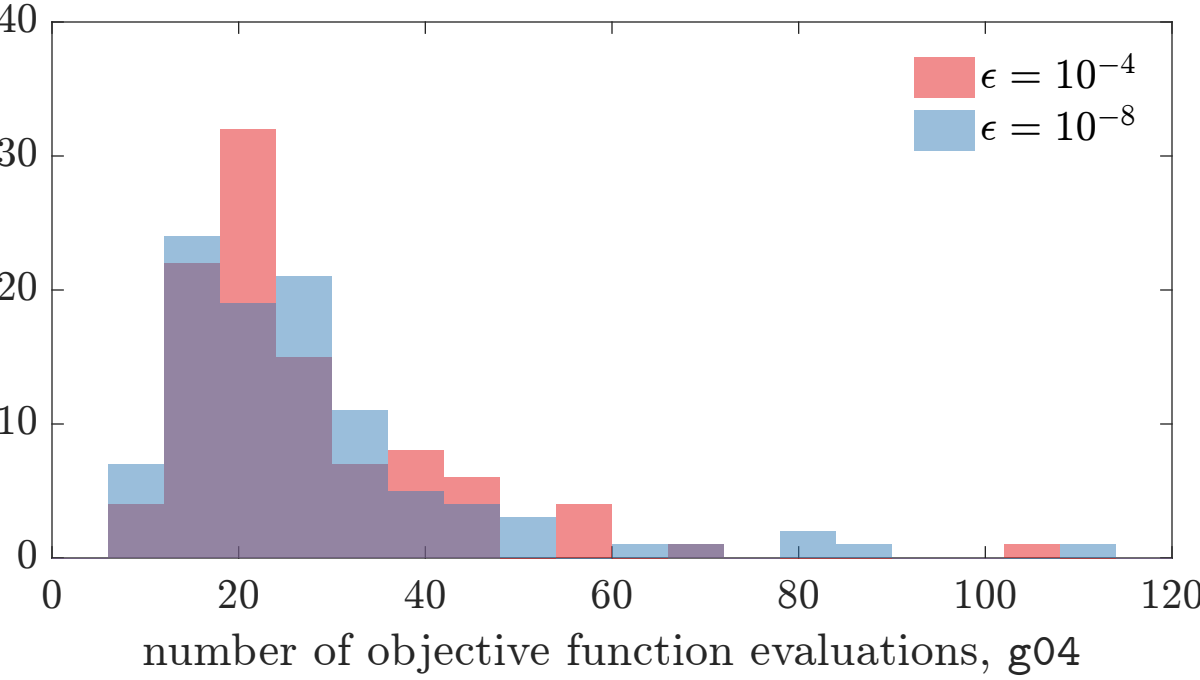 40
ϵ = 10⁻⁴
ϵ = 10⁻⁸
30
20
10
0
0 20 40 60 80 100 120
number of objective function evaluations, g04